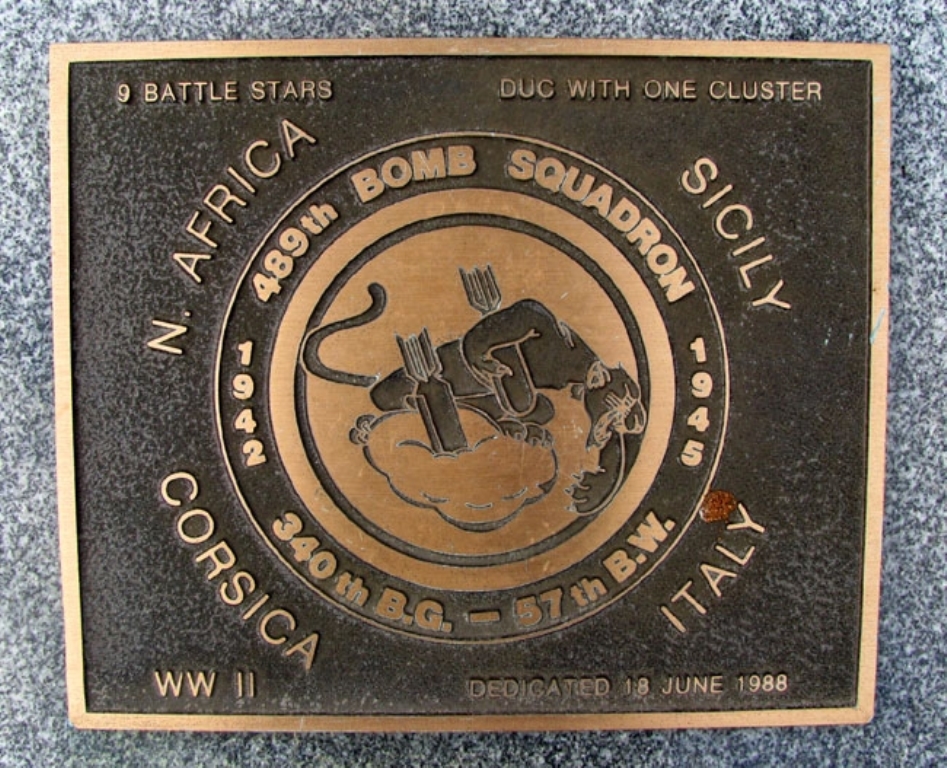 9 BATTLE STARS
DUC WITH ONE CLUSTER
N. AFRICA
SICILY
489th BOMB SQUADRON
1942
1945
340th B.G. – 57th B.W.
CORSICA
ITALY
WW II
DEDICATED 18 JUNE 1988